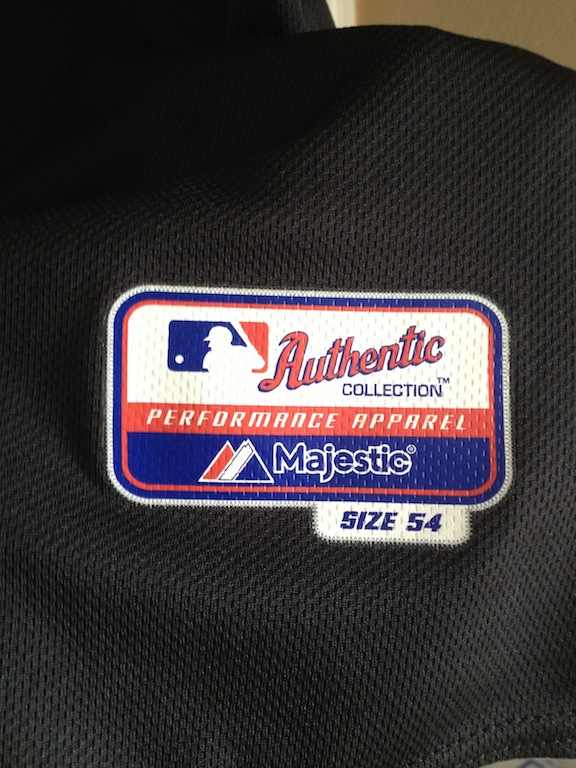 Authentic
COLLECTION™
PERFORMANCE APPAREL
Majestic®
SIZE 54